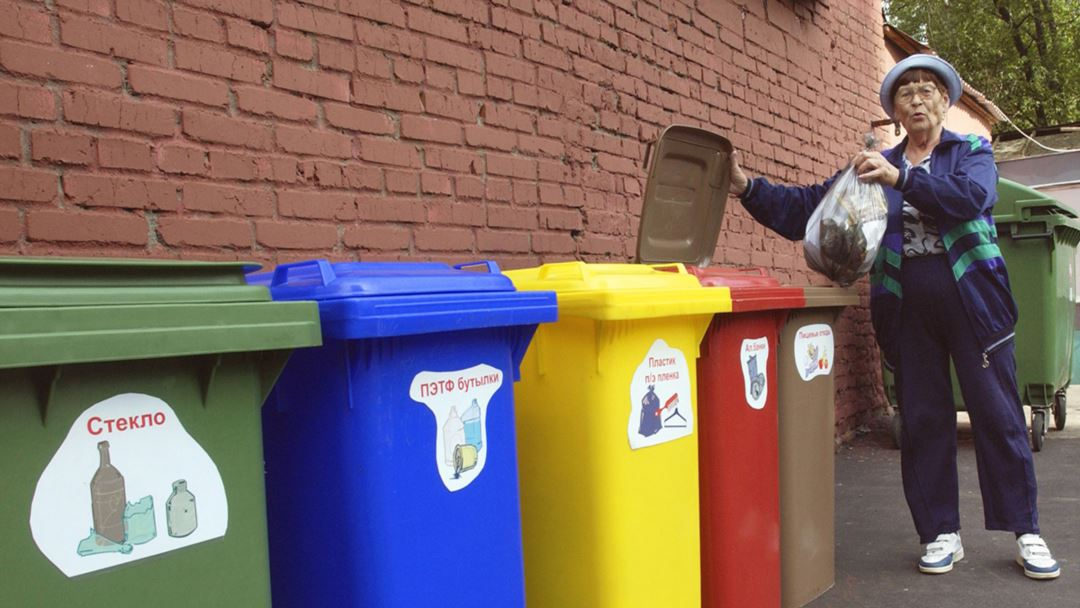 Стекло
ПЭТФ бутылки
Пластик
п/э пленка
Ал.банки
Пищевые отходы